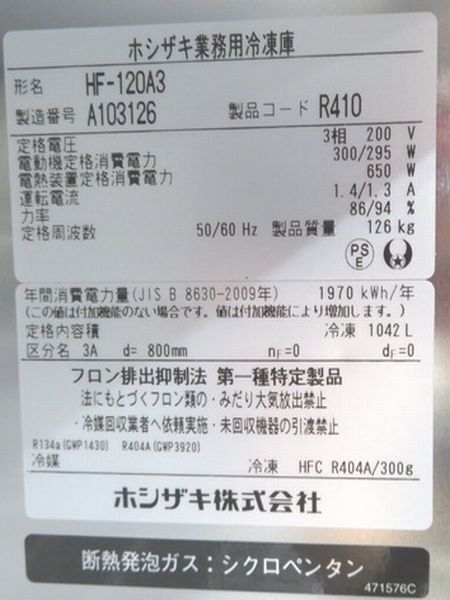 ホシザキ業務用冷凍庫
形名 HF-120A3
製造番号 A103126 製品コード R410
定格電圧 3相 200 V
電動機定格消費電力 300/295 W
電熱装置定格消費電力 650 W
運転電流 1.4/1.3 A
力率 86/94 %
定格周波数 50/60 Hz 製品質量 126 kg
PS
E
年間消費電力量(JIS B 8630-2009年) 1970 kWh/年
(この値は付加機能のない場合です。値は付加機能により増加します。)
定格内容積 冷凍 1042 L
区分名 3A d= 800mm nF=0 dF=0
フロン排出抑制法 第一種特定製品
法にもとづくフロン類の・みだり大気放出禁止
・冷媒回収業者へ依頼実施・未回収機器の引渡禁止
R134a(GWP1430) R404A(GWP3920)
冷媒 冷凍 HFC R404A/300g
ホシザキ株式会社
断熱発泡ガス：シクロペンタン
471576C